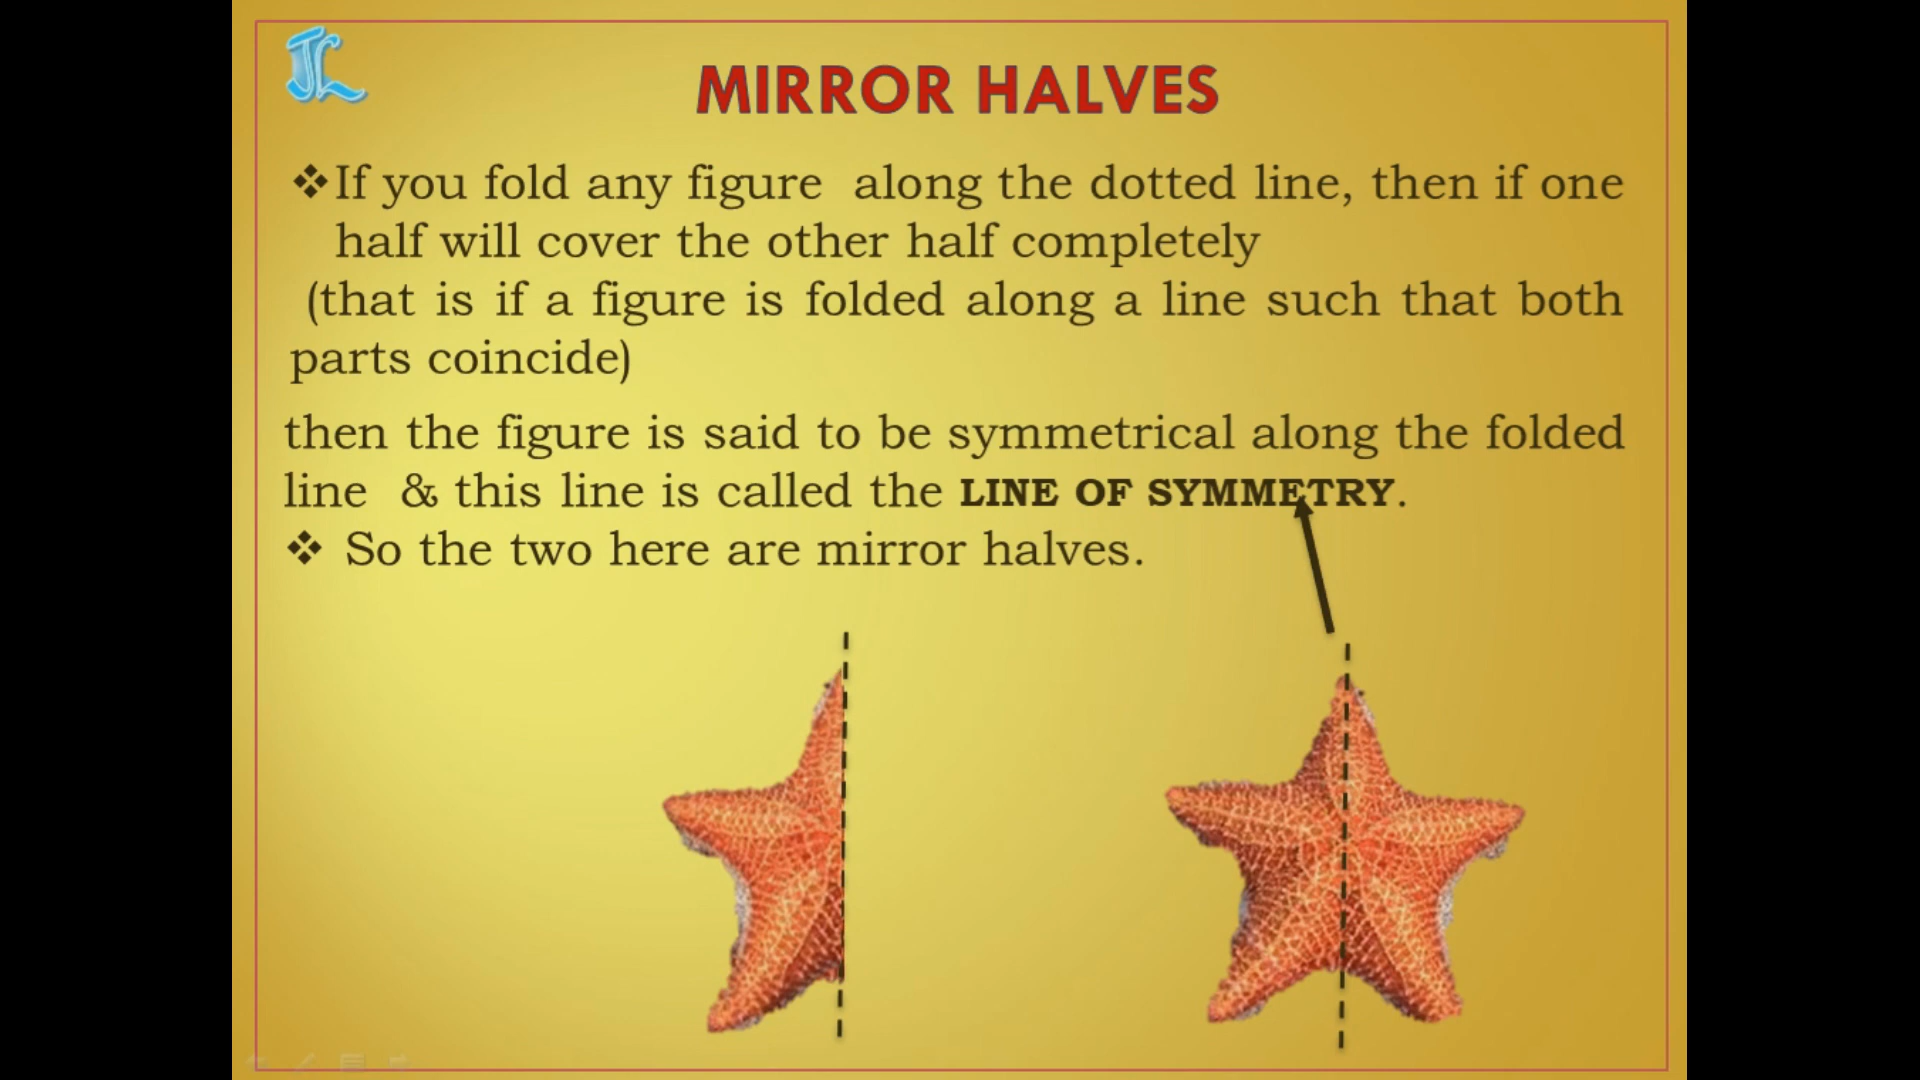 JL
MIRROR HALVES
❖If you fold any figure along the dotted line, then if one
half will cover the other half completely
(that is if a figure is folded along a line such that both
parts coincide)
then the figure is said to be symmetrical along the folded
line & this line is called the LINE OF SYMMETRY.
❖ So the two here are mirror halves.